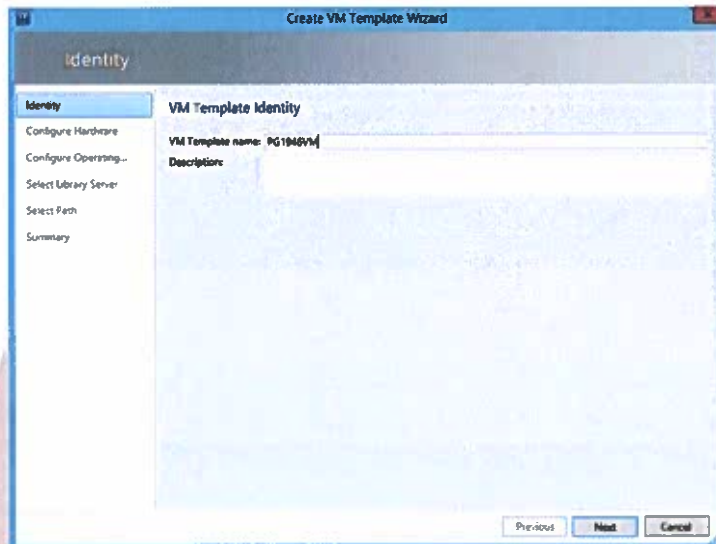 Create VM Template Wizard
Identity
Identity
Configure Hardware
Configure Operating...
Select Library Server
Select Path
Summary
VM Template Identity
VM Template name: PG1946VM
Description:
Previous
Next
Cancel